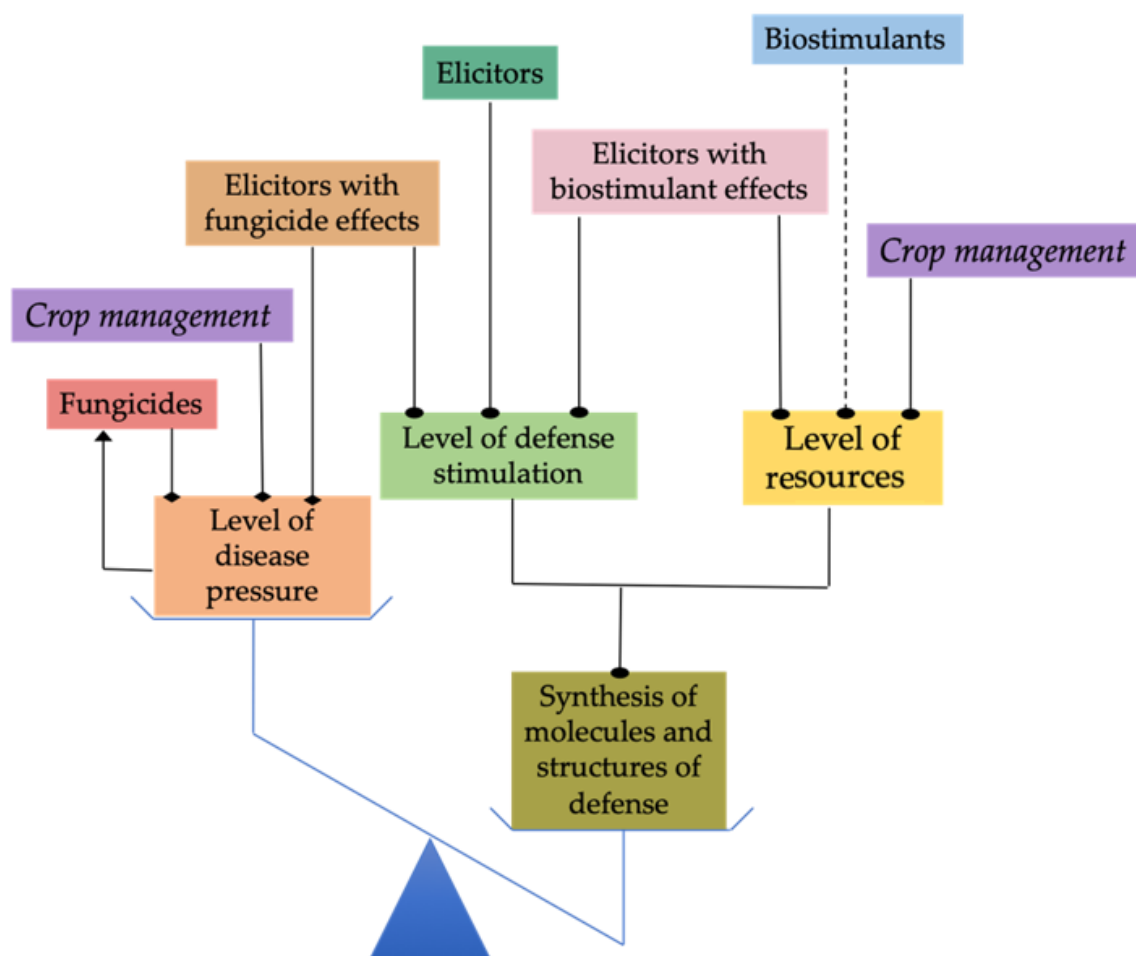 Biostimulants
Elicitors
Elicitors with
biostimulant effects
Elicitors with
fungicide effects
Crop management
Crop management
Fungicides
Level of defense
stimulation
Level of
resources
Level of
disease
pressure
Synthesis of
molecules and
structures of
defense